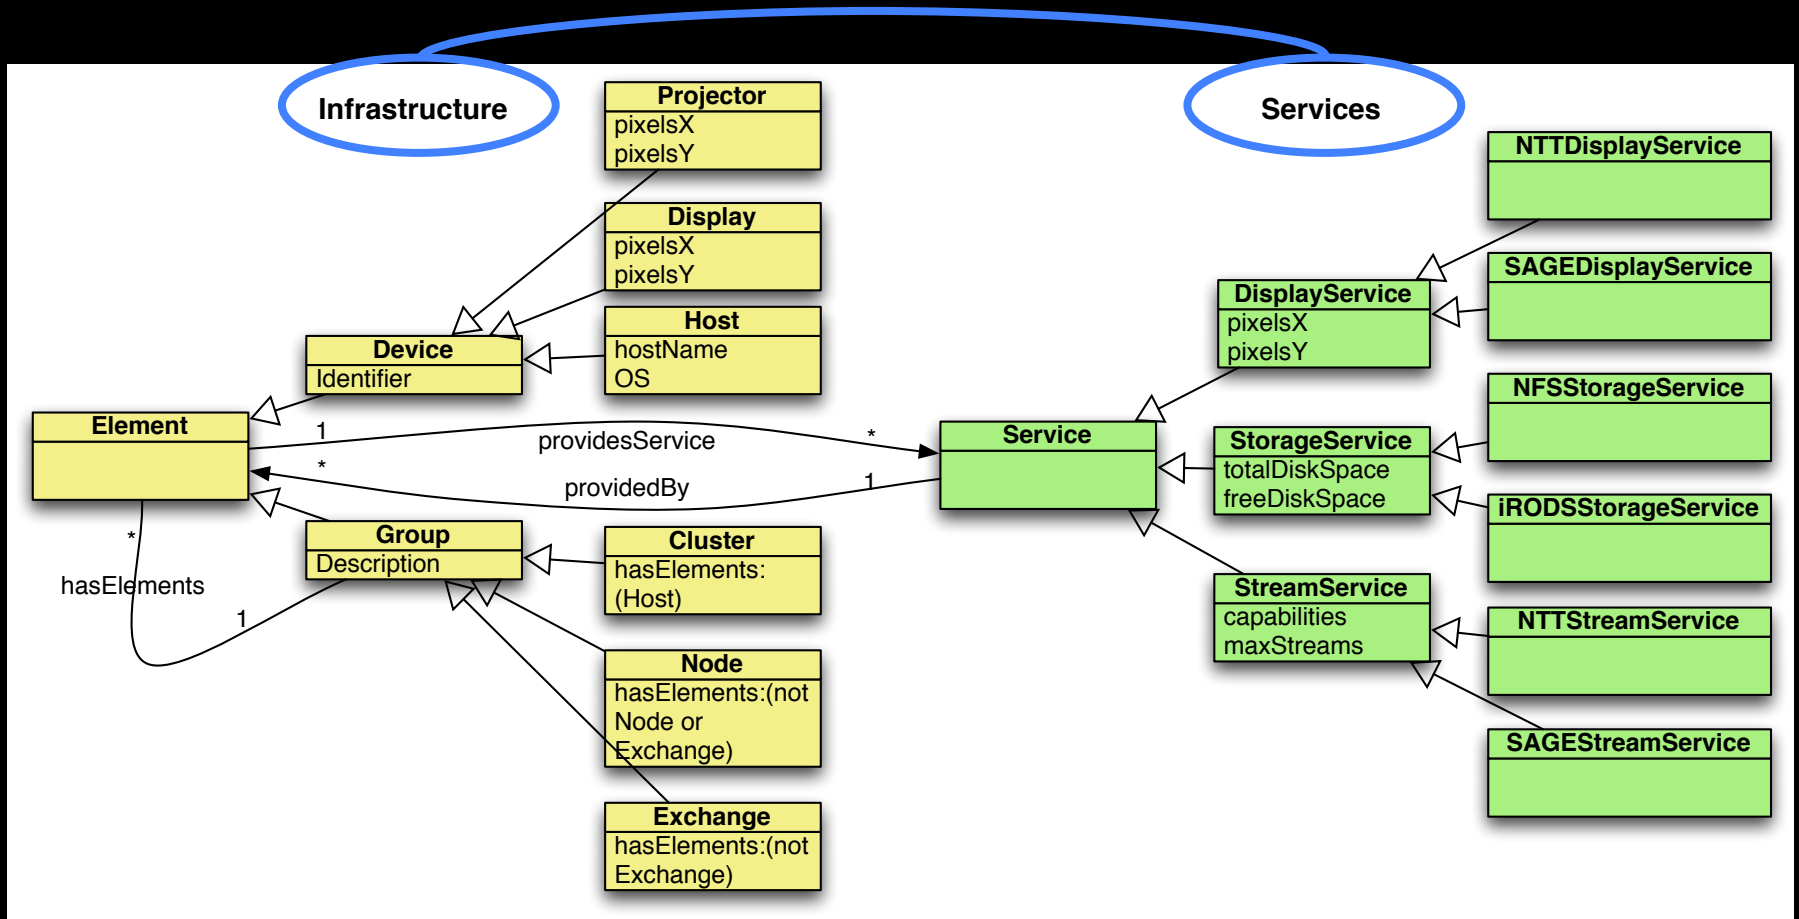 Infrastructure
Services
Projector
pixelsX
pixelsY
Display
pixelsX
pixelsY
Host
hostName
OS
Device
Identifier
Element
1
*
providesService
*
providedBy
1
Group
Description
*
hasElements
1
Cluster
hasElements:
(Host)
Node
hasElements:(not
Node or
Exchange)
Exchange
hasElements:(not
Exchange)
Service
DisplayService
pixelsX
pixelsY
StorageService
totalDiskSpace
freeDiskSpace
StreamService
capabilities
maxStreams
NTTDisplayService
SAGEDisplayService
NFSStorageService
iRODSStorageService
NTTStreamService
SAGEStreamService